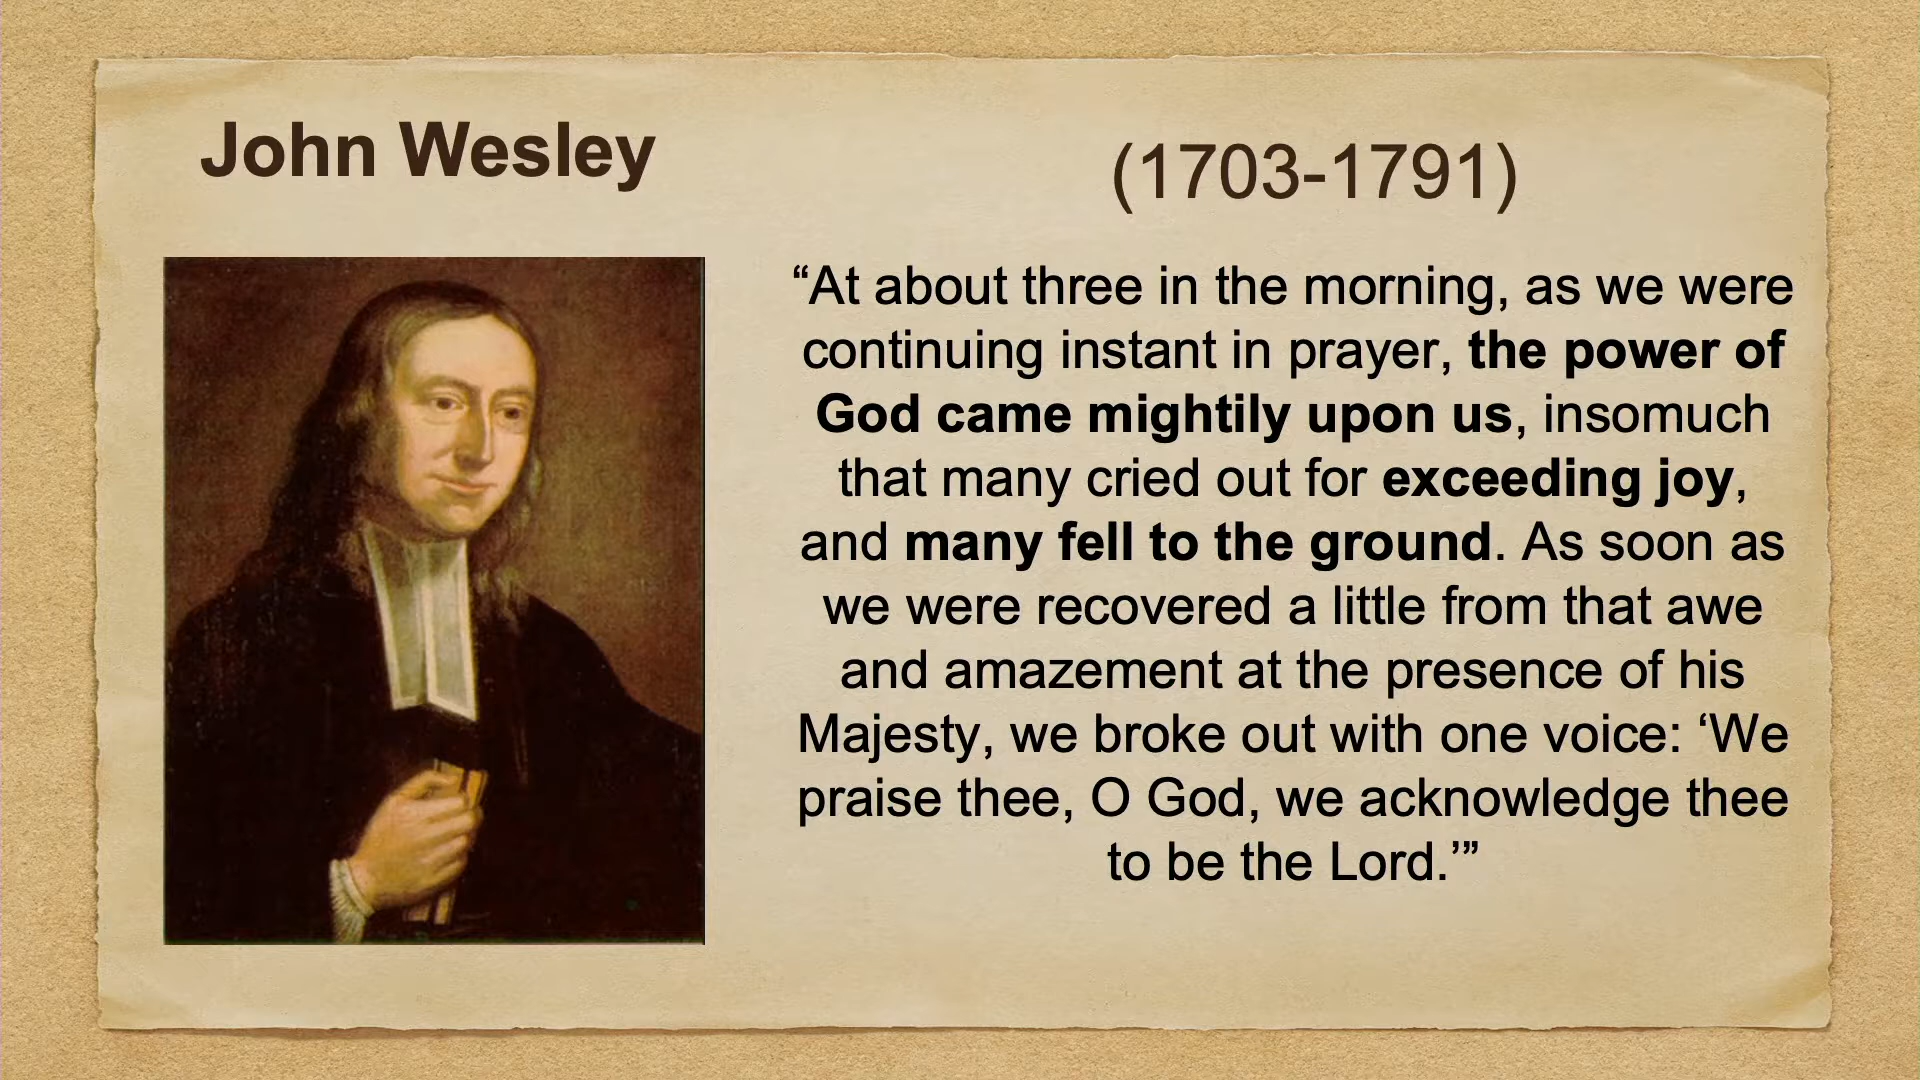 John Wesley
(1703-1791)
“At about three in the morning, as we were
continuing instant in prayer, the power of
God came mightily upon us, insomuch
that many cried out for exceeding joy,
and many fell to the ground. As soon as
we were recovered a little from that awe
and amazement at the presence of his
Majesty, we broke out with one voice: ‘We
praise thee, O God, we acknowledge thee
to be the Lord.’”